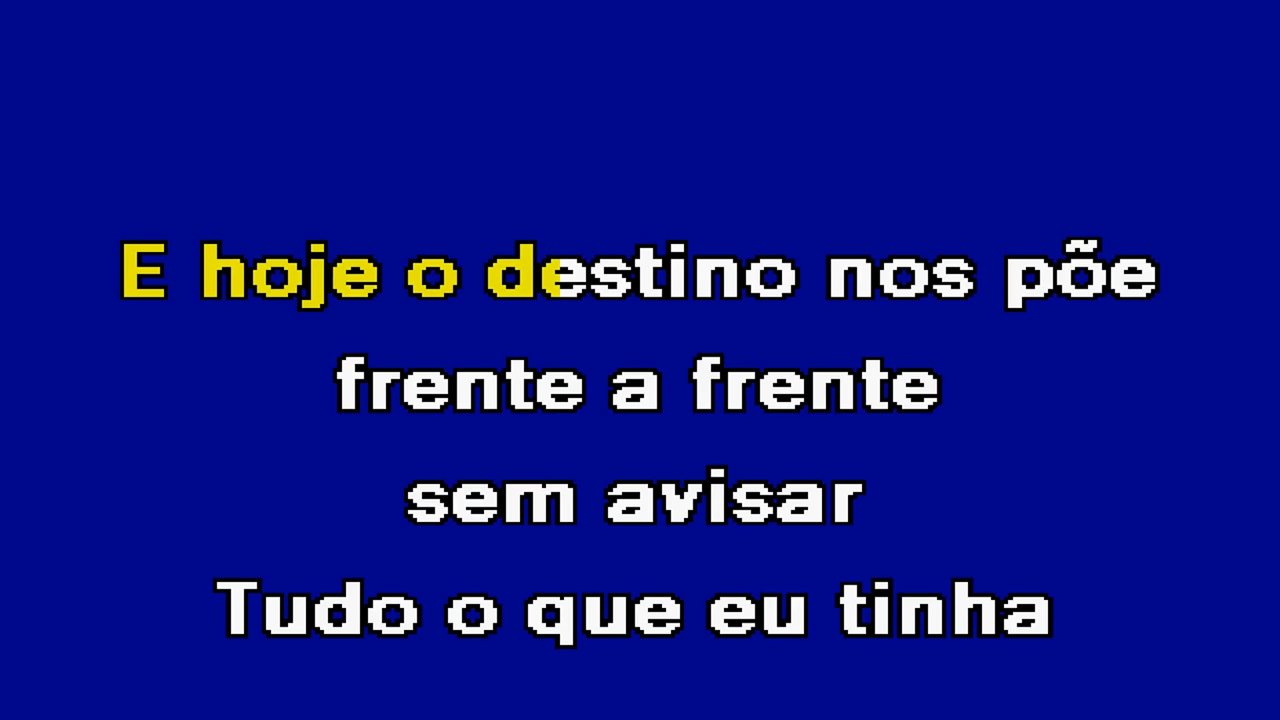 E hoje o destino nos põe
frente a frente
sem avisar
Tudo o que eu tinha